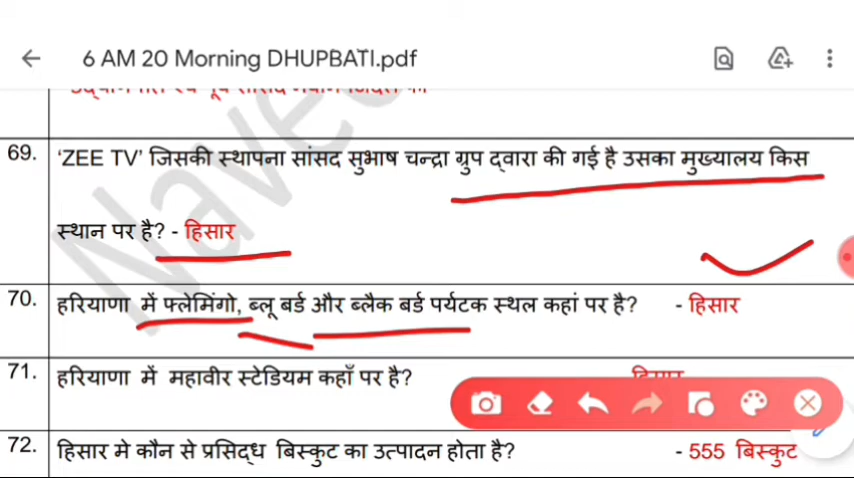 6 AM 20 Morning DHUPBATI.pdf
69. 'ZEE TV' जिसकी स्थापना सांसद सुभाष चन्द्रा ग्रुप द्वारा की गई है उसका मुख्यालय किस
स्थान पर है? - हिसार
70. हरियाणा में फ्लेमिंगो, ब्लू बर्ड और ब्लैक बर्ड पर्यटक स्थल कहां पर है? - हिसार
71. हरियाणा में महावीर स्टेडियम कहाँ पर है?
72. हिसार मे कौन से प्रसिद्ध बिस्कुट का उत्पादन होता है? - 555 बिस्कुट